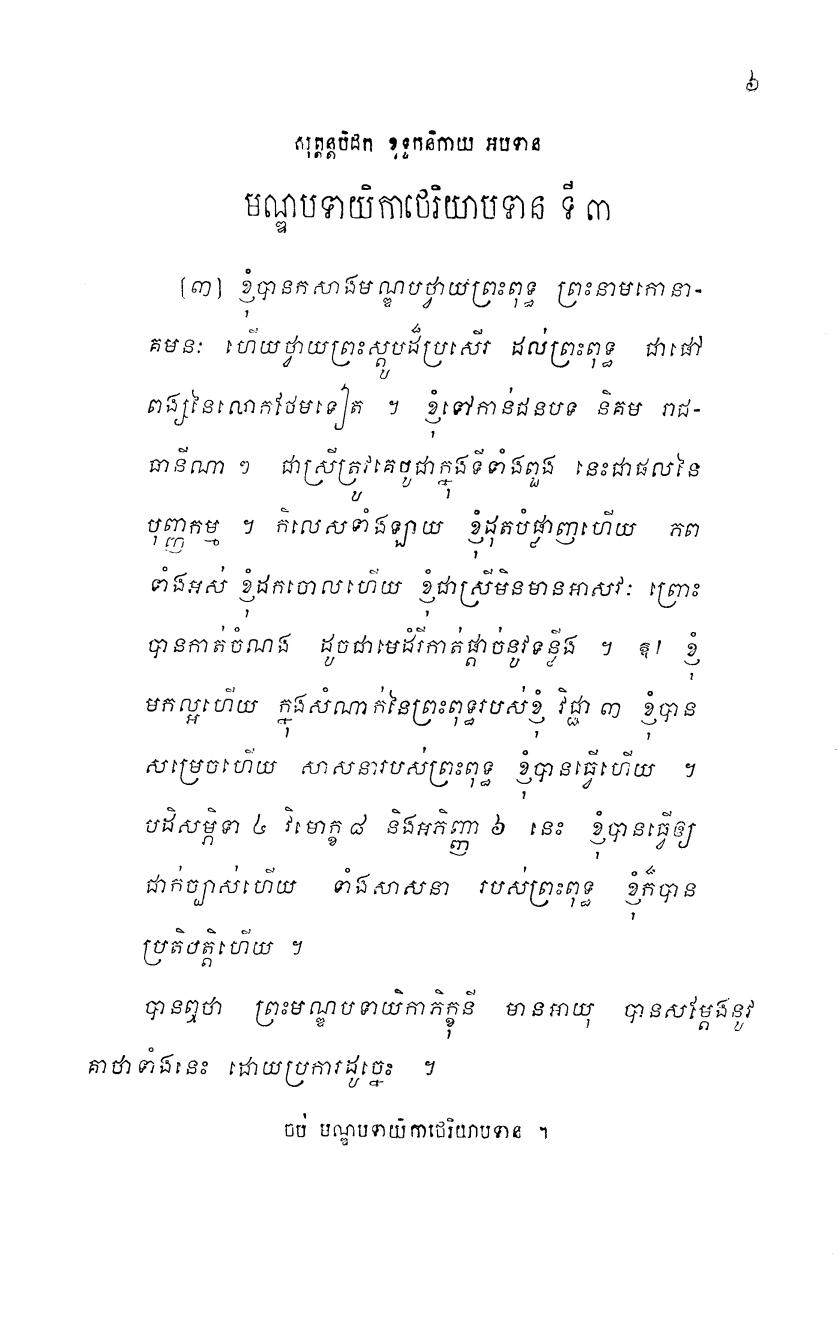 ៦
សុត្តន្តបិដក ខុទ្ទកនិកាយ អបទាន
មណ្ឌបទាយិកាថេរិយាបទាន ទី ៣
(៣) ខ្ញុំបានកសាងមណ្ឌបថ្វាយព្រះពុទ្ធ ព្រះនាមកោនា-
គមនៈ ហើយថ្វាយព្រះស្តូបដ៏ប្រសើរ ដល់ព្រះពុទ្ធ ជាផៅ
ពង្សនៃលោកថែមទៀត ។ ខ្ញុំទៅកាន់ជនបទ និគម រាជ-
ធានីណា ៗ ជាស្រីត្រូវគេបូជាក្នុងទីទាំងពួង នេះជាផលនៃ
បុញ្ញកម្ម ។ កិលេសទាំងឡាយ ខ្ញុំដុតបំផ្លាញហើយ ភព
ទាំងអស់ ខ្ញុំដកចោលហើយ ខ្ញុំជាស្រីមិនមានអាសវៈ ព្រោះ
បានកាត់ចំណង ដូចជាមេដំរីកាត់ផ្តាច់នូវទន្លីង ។ ឱ! ខ្ញុំ
មកល្អហើយ ក្នុងសំណាក់នៃព្រះពុទ្ធរបស់ខ្ញុំ វិជ្ជា ៣ ខ្ញុំបាន
សម្រេចហើយ សាសនារបស់ព្រះពុទ្ធ ខ្ញុំបានធ្វើហើយ ។
បដិសម្ភិទា ៤ វិមោក្ខ ៨ និងអភិញ្ញា ៦ នេះ ខ្ញុំបានធ្វើឲ្យ
ជាក់ច្បាស់ហើយ ទាំងសាសនា របស់ព្រះពុទ្ធ ខ្ញុំក៏បាន
ប្រតិបត្តិហើយ ។
បានឮថា ព្រះមណ្ឌបទាយិកាភិក្ខុនី មានអាយុ បានសម្តែងនូវ
គាថាទាំងនេះ ដោយប្រការដូច្នេះ ។
ចប់ មណ្ឌបទាយិកាថេរិយាបទាន ។